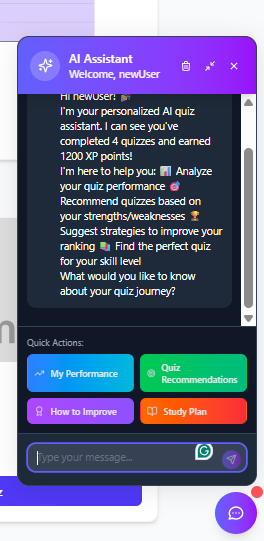 AI Assistant
Welcome, newUser
Hi newUser! 🎉
I'm your personalized AI quiz
assistant. I can see you've
completed 4 quizzes and earned
1200 XP points!
I'm here to help you: 📊 Analyze
your quiz performance 🎯
Recommend quizzes based on
your strengths/weaknesses 🏆
Suggest strategies to improve your
ranking 📚 Find the perfect quiz
for your skill level
What would you like to know
about your quiz journey?
Quick Actions:
My Performance
Quiz
Recommendations
How to Improve
Study Plan
Type your message...